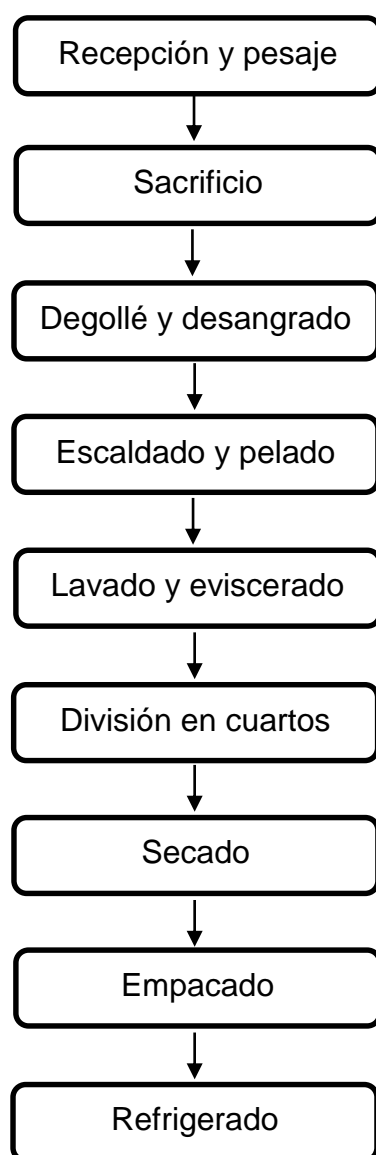 Recepción y pesaje
Sacrificio
Degollé y desangrado
Escaldado y pelado
Lavado y eviscerado
División en cuartos
Secado
Empacado
Refrigerado